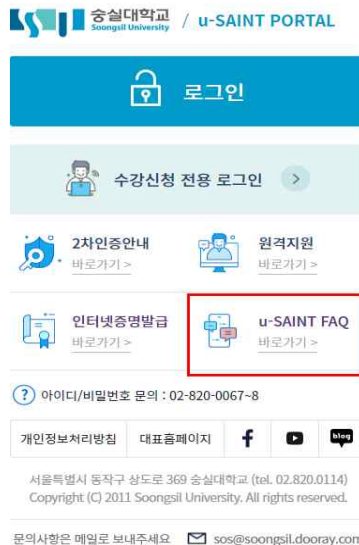 숭실대학교
Soongsil University / u-SAINT PORTAL
로그인
수강신청 전용 로그인 >
2차인증안내
바로가기 >
원격지원
바로가기 >
인터넷증명발급
바로가기 >
u-SAINT FAQ
바로가기 >
? 아이디/비밀번호 문의 : 02-820-0067~8
개인정보처리방침 대표홈페이지 f blog
서울특별시 동작구 상도로 369 숭실대학교 (tel. 02.820.0114)
Copyright (C) 2011 Soongsil University. All rights reserved.
문의사항은 메일로 보내주세요 sos@soongsil.dooray.com